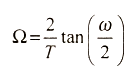 Ω = 2/T tan(ω/2)